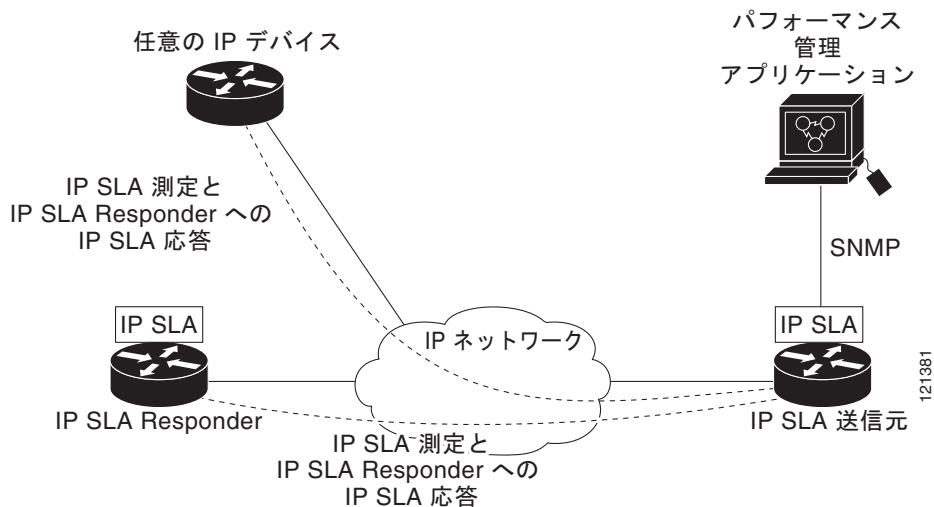 任意の IP デバイス
パフォーマンス
管理
アプリケーション
IP SLA 測定と
IP SLA Responder への
IP SLA 応答
SNMP
IP SLA
IP ネットワーク
IP SLA
IP SLA Responder
IP SLA 送信元
121381
IP SLA 測定と
IP SLA Responder への
IP SLA 応答